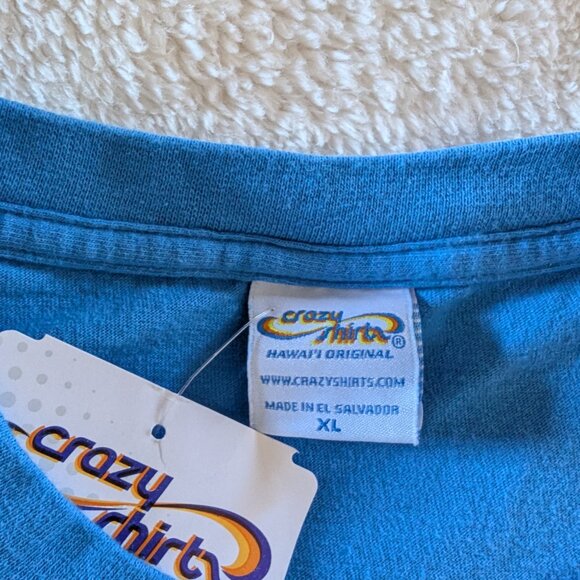 crazy
shirts®
HAWAI'I ORIGINAL
WWW.CRAZYSHIRTS.COM
MADE IN EL SALVADOR
XL
crazy
shirts